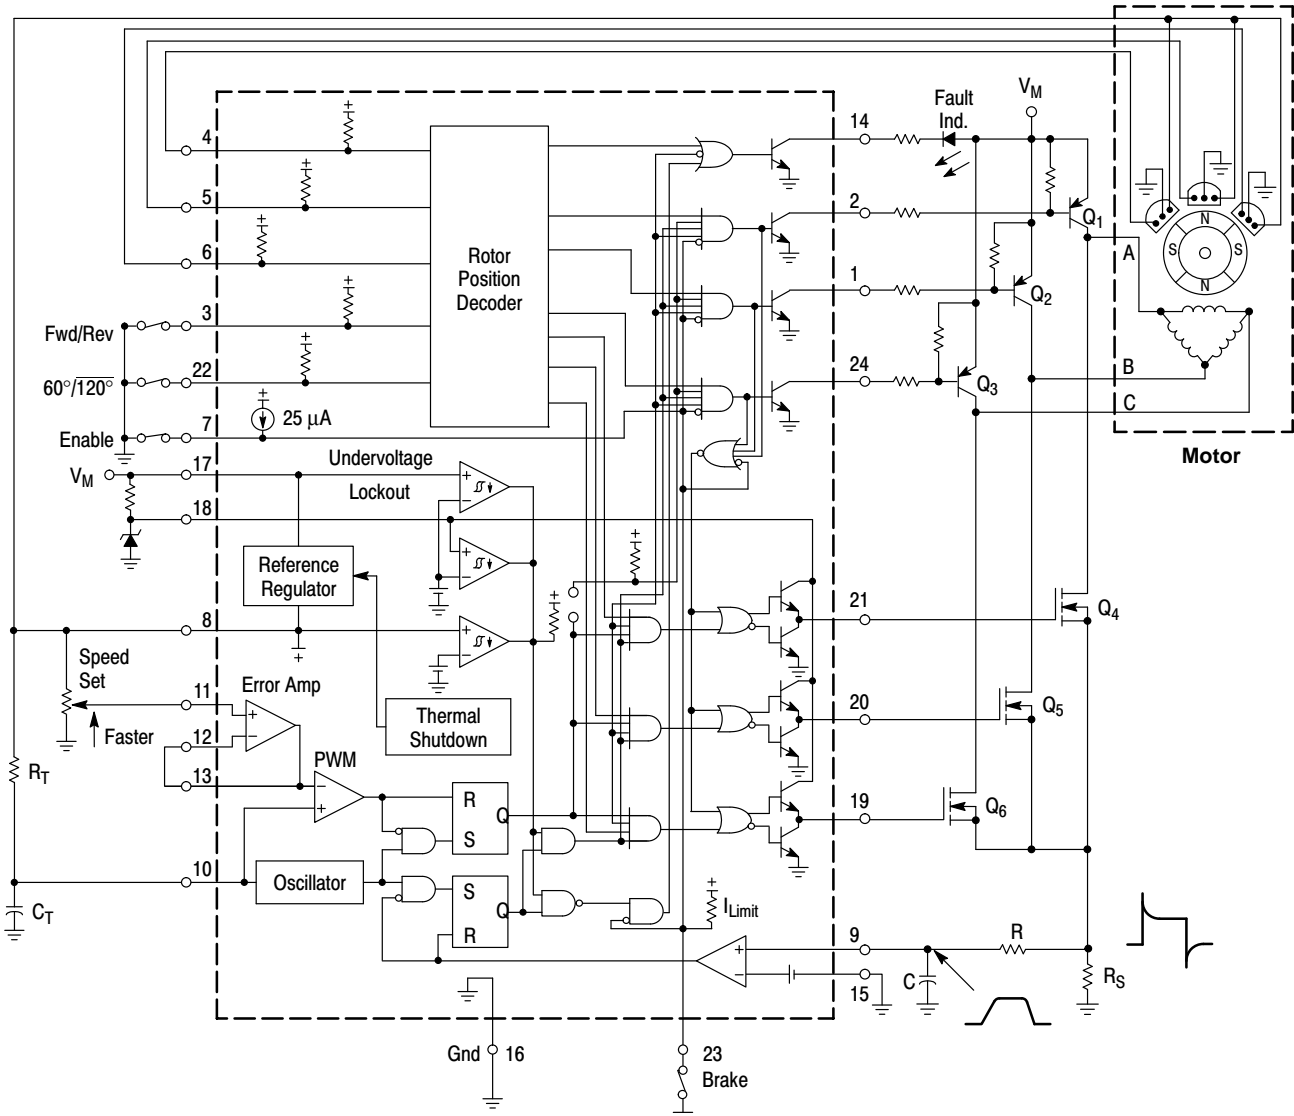 V_M
Fault
Ind.
4
14
5
2
Q1
N
S
S
N
A
6
Rotor
Position
Decoder
1
Q2
3
Fwd/Rev
22
60°/120°
24
Q3
B
C
25 μA
7
Enable
Motor
17
V_M
Undervoltage
Lockout
18
Reference
Regulator
21
Q4
8
Speed
Set
Error Amp
11
Faster
12
Thermal
Shutdown
20
Q5
R_T
13
PWM
R
Q
S
19
Q6
10
Oscillator
S
Q
R
C_T
I_Limit
9
R
C
R_S
15
Gnd
16
23
Brake